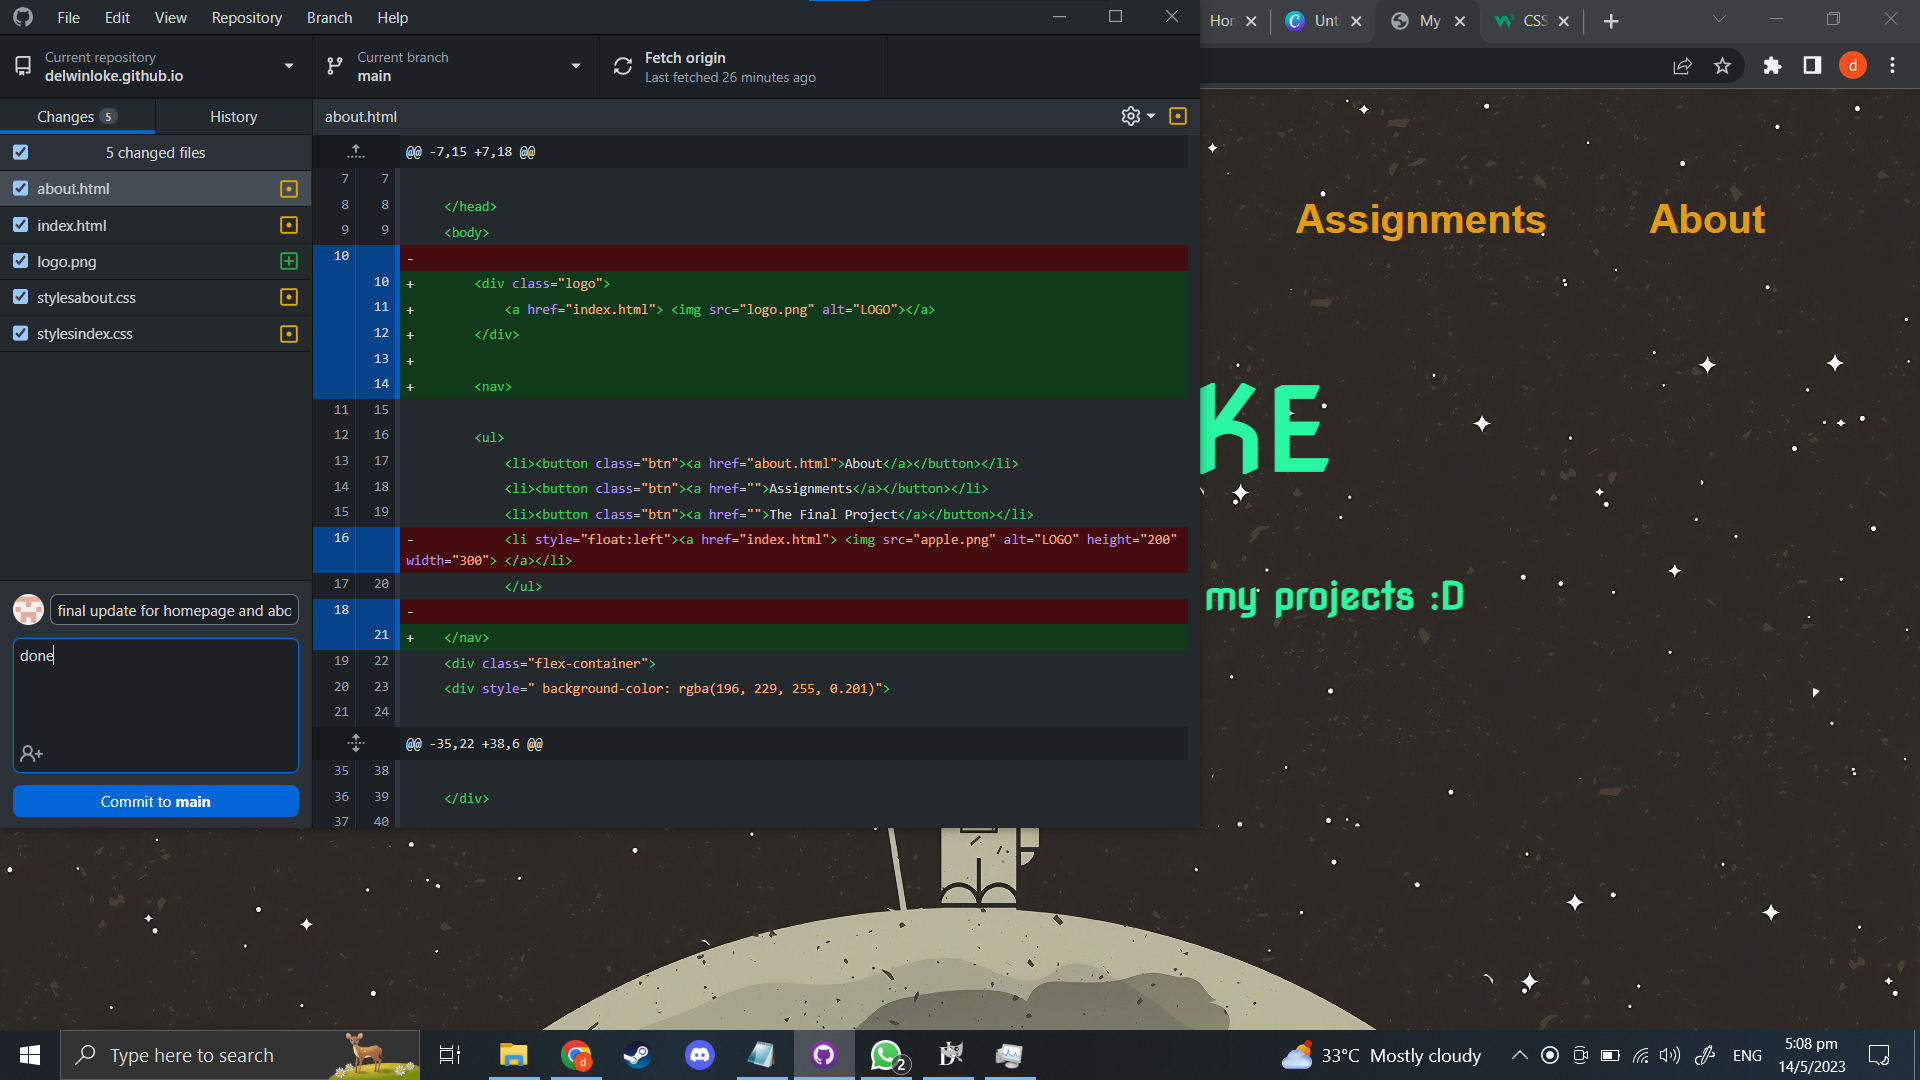 File Edit View Repository Branch Help
Current repository
delwinloke.github.io
Current branch
main
Fetch origin
Last fetched 26 minutes ago
Changes 5 History
5 changed files
about.html
index.html
logo.png
stylesabout.css
stylesindex.css
final update for homepage and abo
done
Commit to main
about.html
@@ -7,15 +7,18 @@
7 7
8 8 </head>
9 9 <body>
10 -
10 + <div class="logo">
11 + <a href="index.html"> <img src="logo.png" alt="LOGO"></a>
12 + </div>
13 +
14 + <nav>
11 15
12 16 <ul>
13 17 <li><button class="btn"><a href="about.html">About</a></button></li>
14 18 <li><button class="btn"><a href="">Assignments</a></button></li>
15 19 <li><button class="btn"><a href="">The Final Project</a></button></li>
16 - <li style="float:left"><a href="index.html"> <img src="apple.png" alt="LOGO" height="200"
width="300"> </a></li>
17 20 </ul>
18 -
21 + </nav>
19 22 <div class="flex-container">
20 23 <div style=" background-color: rgba(196, 229, 255, 0.201)">
21 24
@@ -35,22 +38,6 @@
35 38
36 39 </div>
37 40
Hor Unt My CSS
d
Assignments About
KE
my projects :D
Type here to search
2
33°C Mostly cloudy
ENG
5:08 pm
14/5/2023